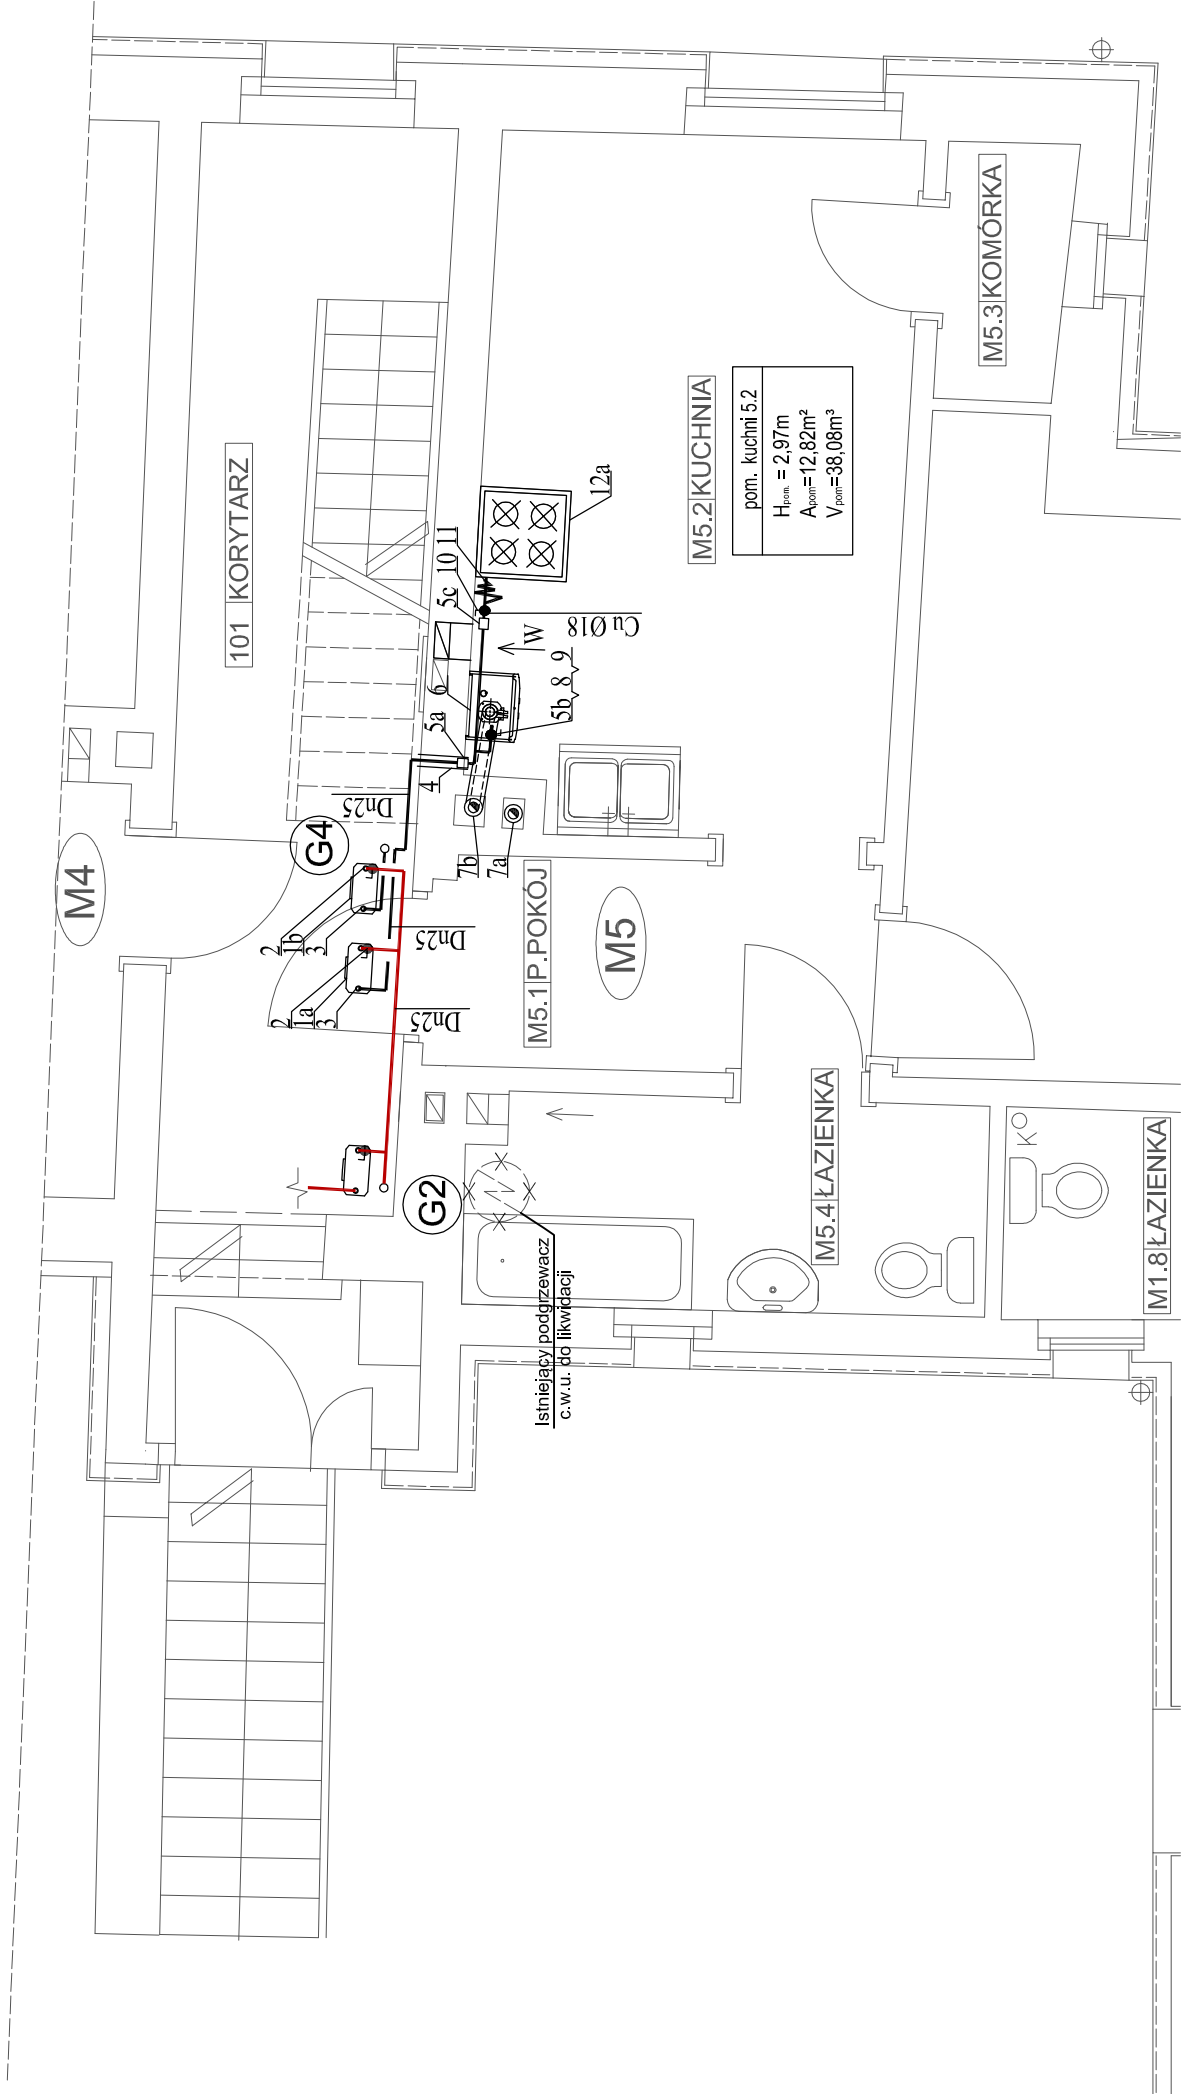 M4
101 KORYTARZ
G4
Dn25
Dn25
Dn25
2
1b
3
2
1a
3
4
5a
6
5c
10
11
12a
W
Cu Ø18
5b 8 9
7b
7a
M5.1 P.POKÓJ
M5
M5.2 KUCHNIA
pom. kuchni 5.2
Hpom. = 2,97m
Apom=12,82m²
Vpom=38,08m³
M5.3 KOMÓRKA
G2
Istniejący podgrzewacz
c.w.u. do likwidacji
M5.4 ŁAZIENKA
K
M1.8 ŁAZIENKA